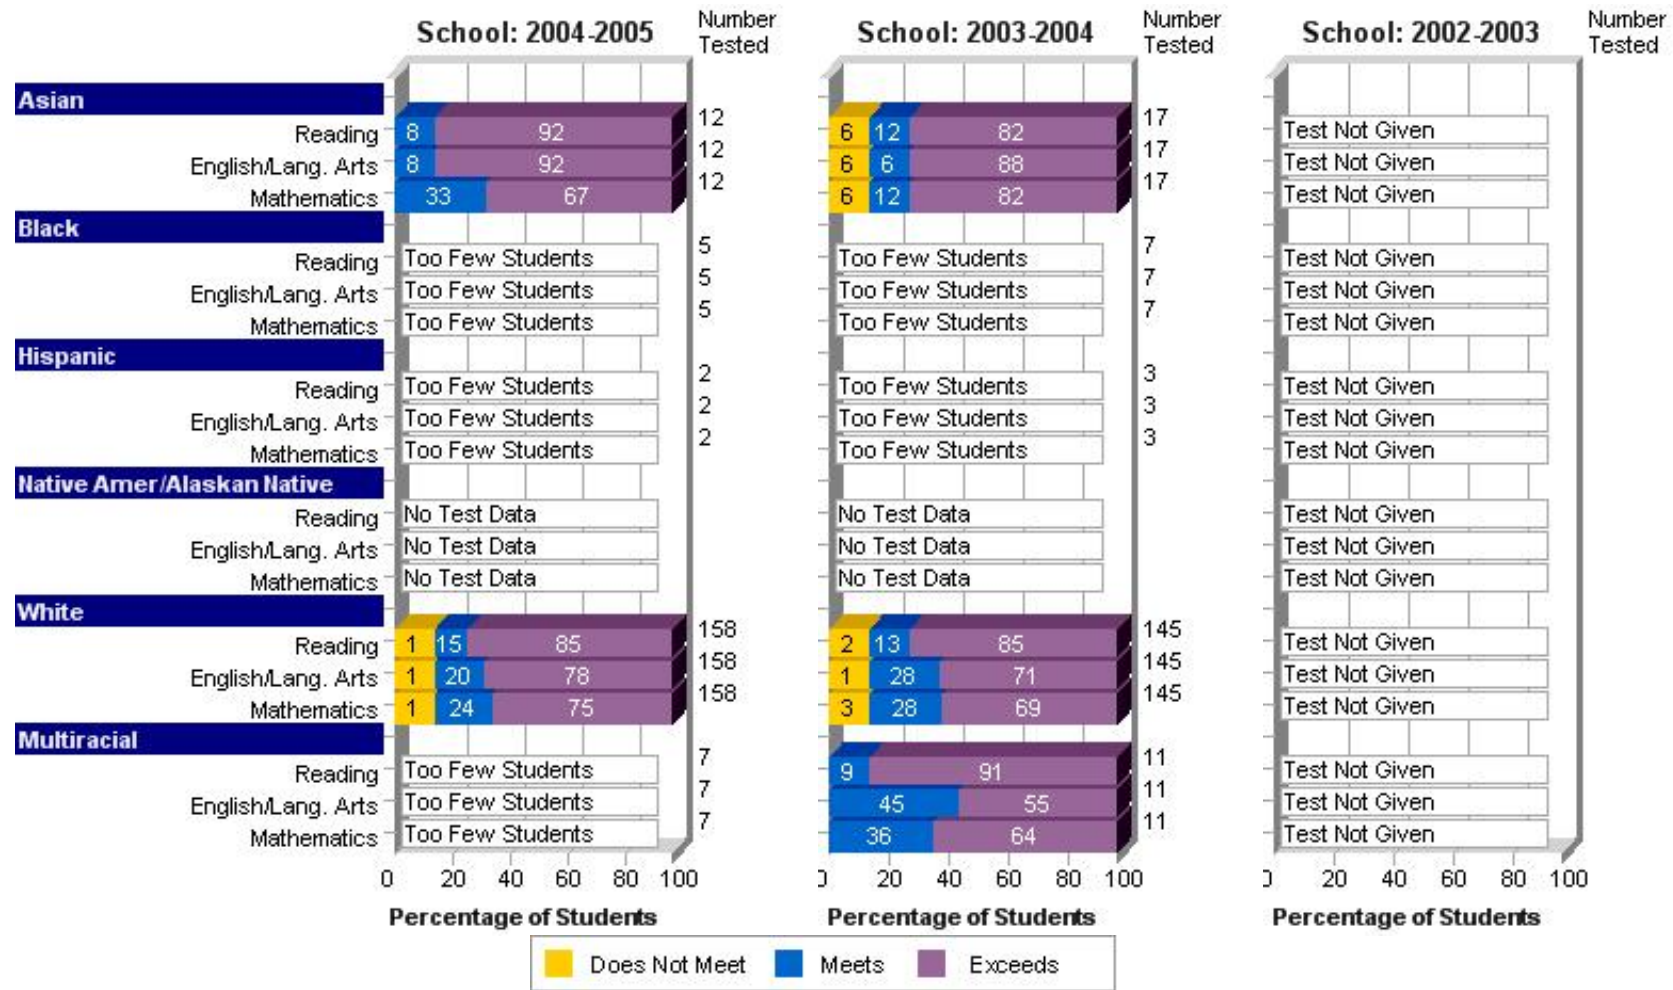 School: 2004-2005 Number Tested School: 2003-2004 Number Tested School: 2002-2003 Number Tested
Asian
Reading 8 92 12 6 12 82 17 Test Not Given
English/Lang. Arts 8 92 12 6 6 88 17 Test Not Given
Mathematics 33 67 12 6 12 82 17 Test Not Given
Black
Reading Too Few Students 5 Too Few Students 7 Test Not Given
English/Lang. Arts Too Few Students 5 Too Few Students 7 Test Not Given
Mathematics Too Few Students 5 Too Few Students 7 Test Not Given
Hispanic
Reading Too Few Students 2 Too Few Students 3 Test Not Given
English/Lang. Arts Too Few Students 2 Too Few Students 3 Test Not Given
Mathematics Too Few Students 2 Too Few Students 3 Test Not Given
Native Amer/Alaskan Native
Reading No Test Data No Test Data Test Not Given
English/Lang. Arts No Test Data No Test Data Test Not Given
Mathematics No Test Data No Test Data Test Not Given
White
Reading 1 15 85 158 2 13 85 145 Test Not Given
English/Lang. Arts 1 20 78 158 1 28 71 145 Test Not Given
Mathematics 1 24 75 158 3 28 69 145 Test Not Given
Multiracial
Reading Too Few Students 7 9 91 11 Test Not Given
English/Lang. Arts Too Few Students 7 45 55 11 Test Not Given
Mathematics Too Few Students 7 36 64 11 Test Not Given
0 20 40 60 80 100 0 20 40 60 80 100 0 20 40 60 80 100
Percentage of Students Percentage of Students Percentage of Students
Does Not Meet Meets Exceeds